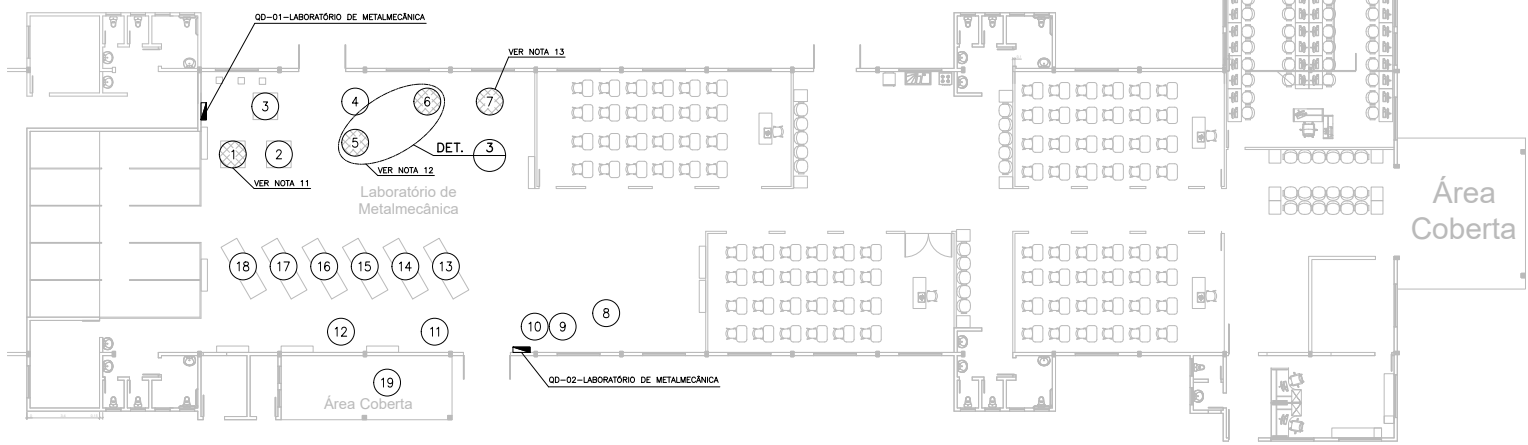 QD-01-LABORATÓRIO DE METALMECÂNICA
VER NOTA 13
3
4
6
7
5
1
2
DET. 3
VER NOTA 12
VER NOTA 11
Laboratório de
Metalmecânica
Área
Coberta
18
17
16
15
14
13
12
11
10
9
8
QD-02-LABORATÓRIO DE METALMECÂNICA
19
Área Coberta